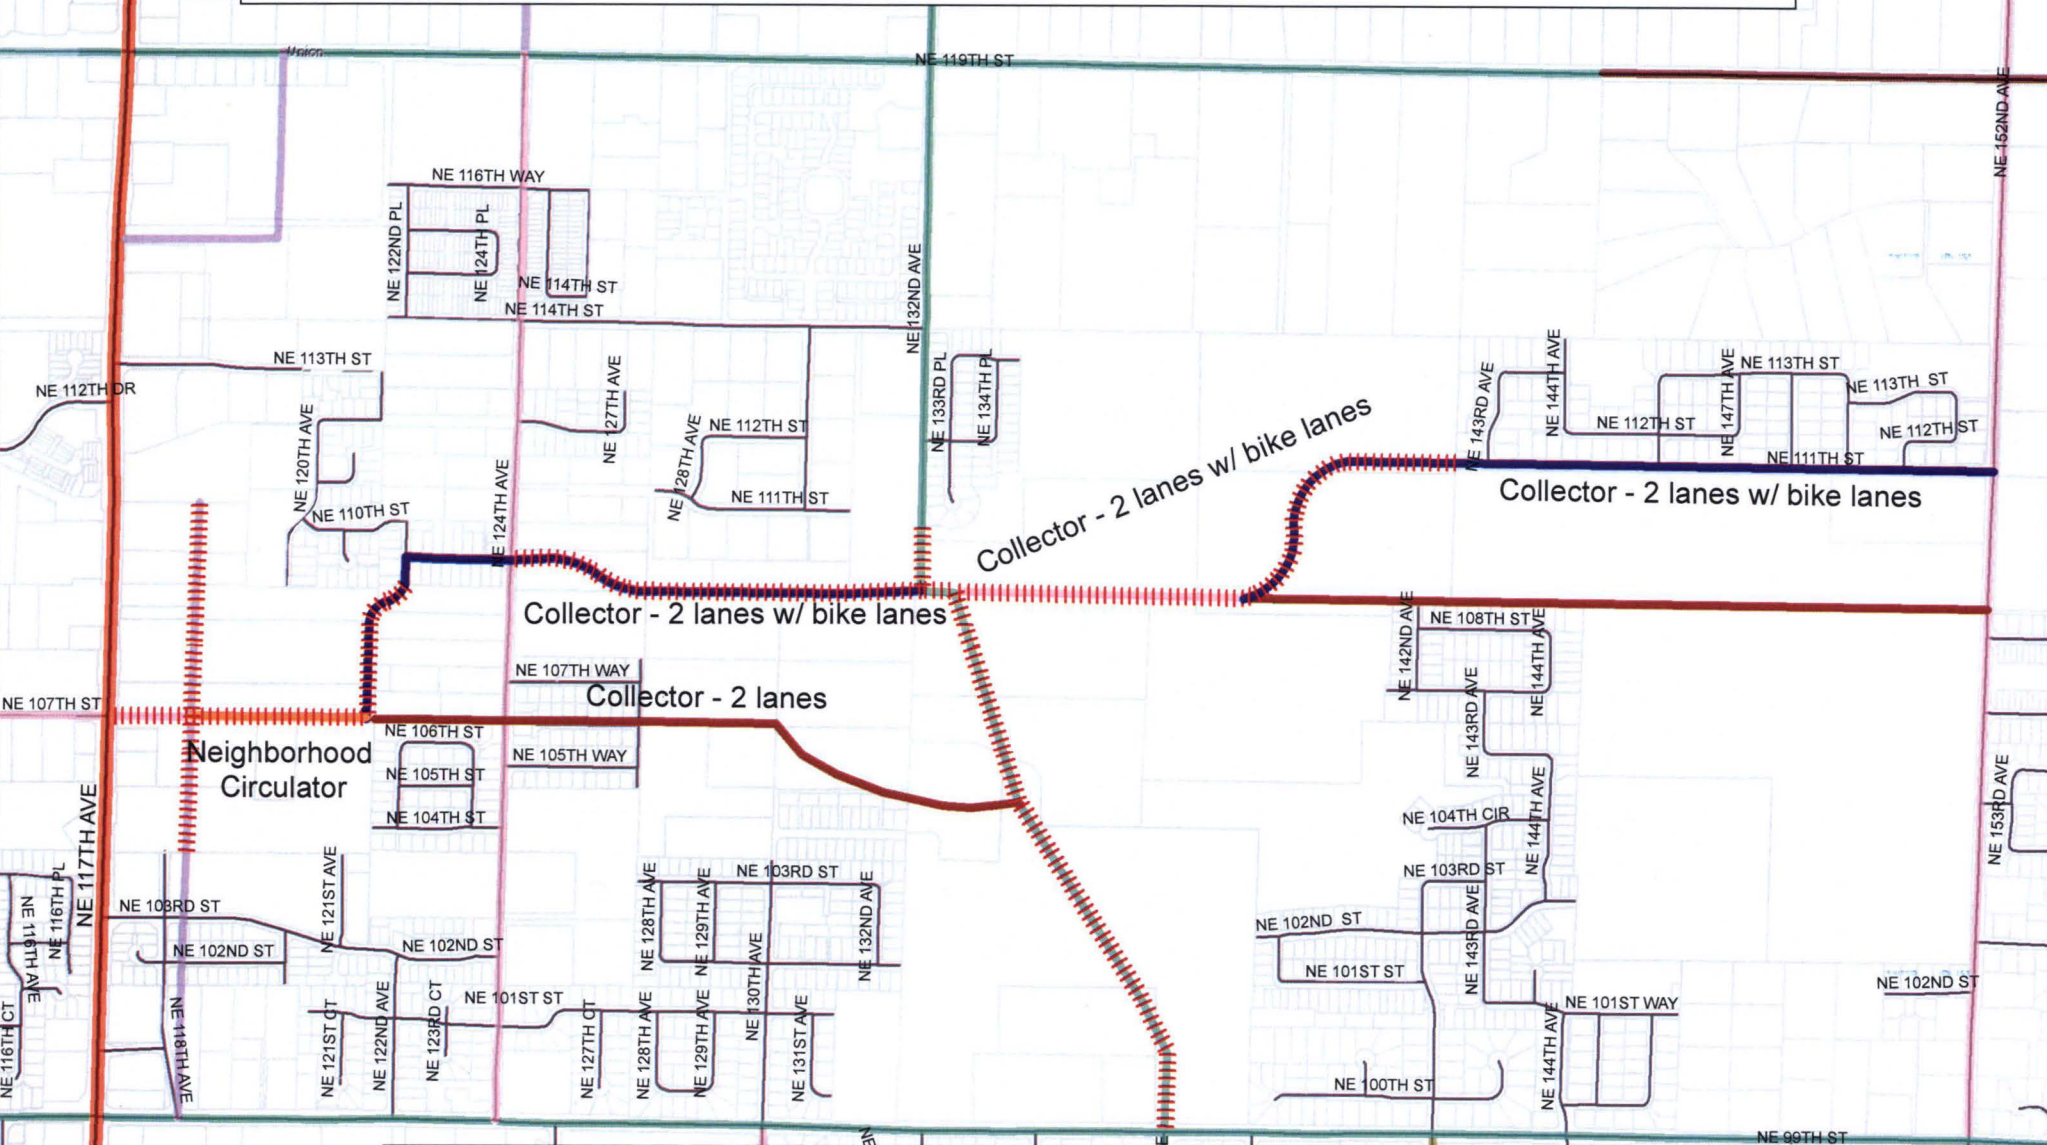 Union
NE 119TH ST
NE 152ND AVE
NE 116TH WAY
NE 122ND PL
NE 124TH PL
NE 114TH ST
NE 114TH ST
NE 132ND AVE
NE 113TH ST
NE 112TH DR
NE 120TH AVE
NE 110TH ST
NE 124TH AVE
NE 127TH AVE
NE 128TH AVE
NE 112TH ST
NE 111TH ST
NE 133RD PL
NE 134TH PL
Collector - 2 lanes w/ bike lanes
NE 143RD AVE
NE 144TH AVE
NE 112TH ST
NE 147TH AVE
NE 113TH ST
NE 113TH ST
NE 112TH ST
NE 111TH ST
Collector - 2 lanes w/ bike lanes
Collector - 2 lanes w/ bike lanes
NE 107TH WAY
Collector - 2 lanes
NE 107TH ST
Neighborhood
Circulator
NE 106TH ST
NE 105TH ST
NE 104TH ST
NE 105TH WAY
NE 142ND AVE
NE 108TH ST
NE 144TH AVE
NE 143RD AVE
NE 144TH AVE
NE 104TH CIR
NE 103RD ST
NE 153RD AVE
NE 117TH AVE
NE 116TH PL
NE 116TH AVE
NE 116TH CT
NE 103RD ST
NE 102ND ST
NE 118TH AVE
NE 121ST AVE
NE 102ND ST
NE 121ST CT
NE 122ND AVE
NE 123RD CT
NE 101ST ST
NE 127TH CT
NE 128TH AVE
NE 129TH AVE
NE 103RD ST
NE 132ND AVE
NE 130TH AVE
NE 128TH AVE
NE 129TH AVE
NE 131ST AVE
NE 102ND ST
NE 101ST ST
NE 143RD AVE
NE 101ST WAY
NE 144TH AVE
NE 100TH ST
NE 102ND ST
NE 99TH ST
NE
E